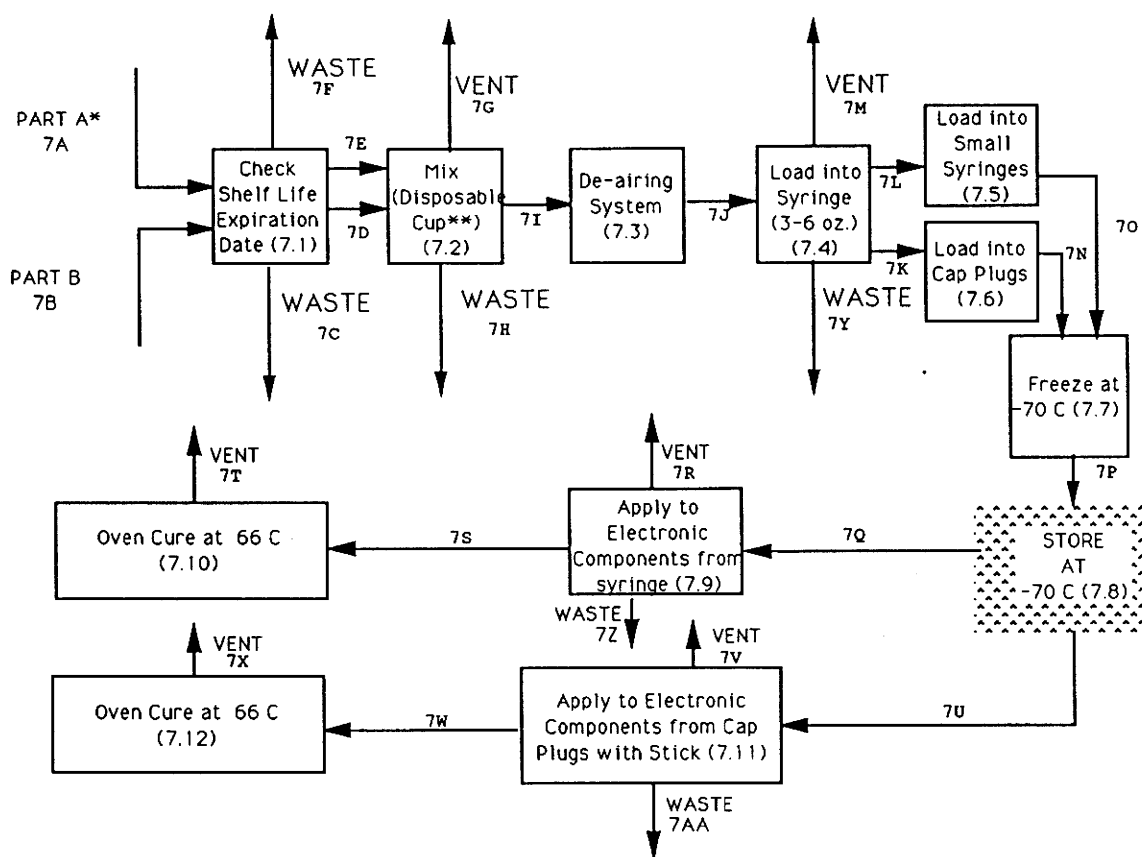 WASTE
7F
VENT
7G
VENT
7M
PART A*
7A
7E
Check
Shelf Life
Expiration
Date (7.1)
7D
Mix
(Disposable
Cup**)
(7.2)
7I
De-airing
System
(7.3)
7J
Load into
Syringe
(3-6 oz.)
(7.4)
7L
Load into
Small
Syringes
(7.5)
7O
7K
Load into
Cap Plugs
(7.6)
7N
PART B
7B
WASTE
7C
WASTE
7H
WASTE
7Y
Freeze at
-70 C (7.7)
7P
VENT
7T
VENT
7R
Oven Cure at 66 C
(7.10)
7S
Apply to
Electronic
Components from
syringe (7.9)
7Q
STORE
AT
-70 C (7.8)
WASTE
7Z
VENT
7X
VENT
7V
Oven Cure at 66 C
(7.12)
7W
Apply to Electronic
Components from Cap
Plugs with Stick (7.11)
7U
WASTE
7AA